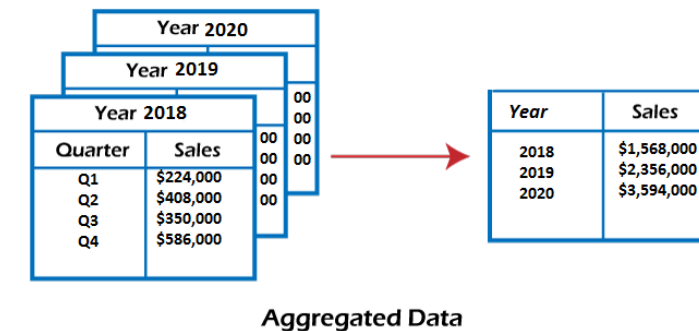 Year 2020
Year 2019
Year 2018
Quarter Sales
Q1 $224,000
Q2 $408,000
Q3 $350,000
Q4 $586,000
00
00
00
00
00
00
00
00
Year Sales
2018 $1,568,000
2019 $2,356,000
2020 $3,594,000
Aggregated Data